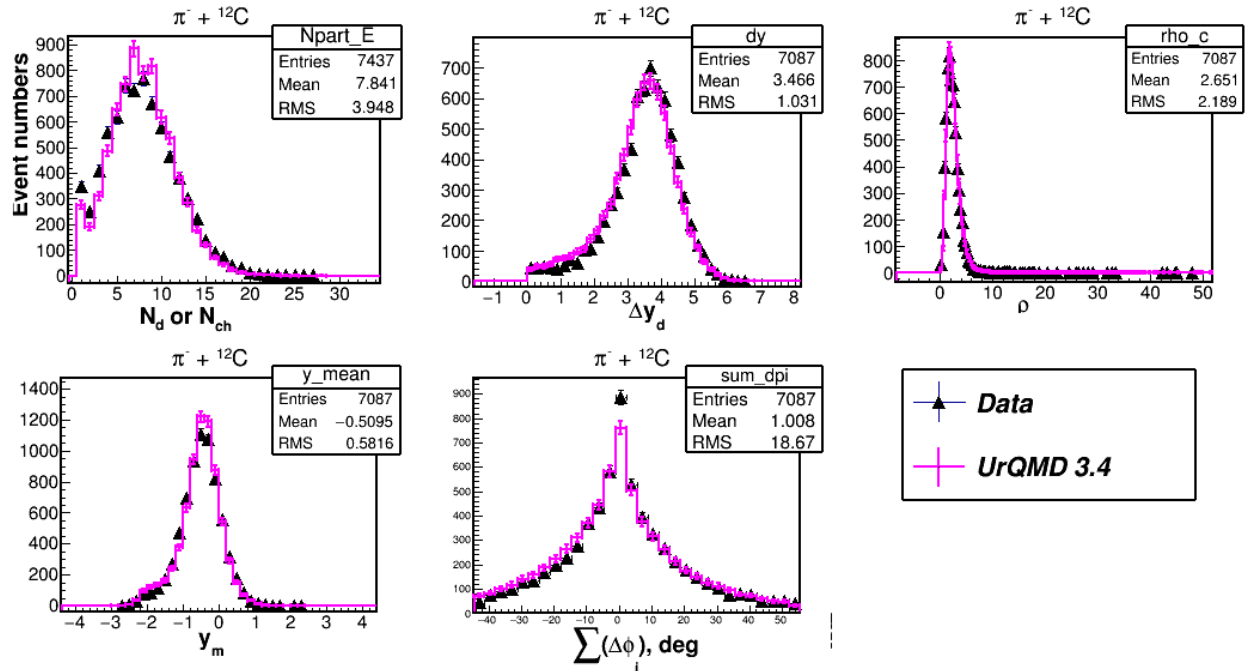 π⁻ + ¹²C
Npart_E
Entries 7437
Mean 7.841
RMS 3.948
Event numbers
900
800
700
600
500
400
300
200
100
0
0 5 10 15 20 25 30
N_d or N_ch
π⁻ + ¹²C
dy
Entries 7087
Mean 3.466
RMS 1.031
700
600
500
400
300
200
100
0
−1 0 1 2 3 4 5 6 7 8
Δy_d
π⁻ + ¹²C
rho_c
Entries 7087
Mean 2.651
RMS 2.189
800
600
400
200
0
0 10 20 30 40 50
ρ
π⁻ + ¹²C
y_mean
Entries 7087
Mean −0.5095
RMS 0.5816
1400
1200
1000
800
600
400
200
0
−4 −3 −2 −1 0 1 2 3 4
y_m
π⁻ + ¹²C
sum_dpi
Entries 7087
Mean 1.008
RMS 18.67
900
800
700
600
500
400
300
200
100
0
−40 −30 −20 −10 0 10 20 30 40 50
∑(Δϕ)_i, deg
Data
UrQMD 3.4